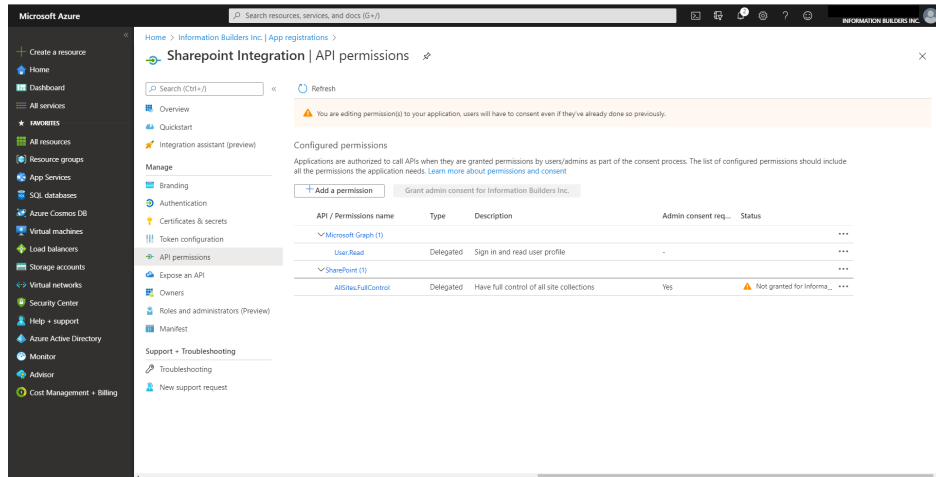 Microsoft Azure
Search resources, services, and docs (G+/)
2
INFORMATION BUILDERS INC.
Create a resource
Home
Dashboard
All services
FAVORITES
All resources
Resource groups
App Services
SQL databases
Azure Cosmos DB
Virtual machines
Load balancers
Storage accounts
Virtual networks
Security Center
Help + support
Azure Active Directory
Monitor
Advisor
Cost Management + Billing
Home > Information Builders Inc. | App registrations >
Sharepoint Integration | API permissions
Search (Ctrl+/)
Overview
Quickstart
Integration assistant (preview)
Manage
Branding
Authentication
Certificates & secrets
Token configuration
API permissions
Expose an API
Owners
Roles and administrators (Preview)
Manifest
Support + Troubleshooting
Troubleshooting
New support request
Refresh
You are editing permission(s) to your application, users will have to consent even if they've already done so previously.
Configured permissions
Applications are authorized to call APIs when they are granted permissions by users/admins as part of the consent process. The list of configured permissions should include
all the permissions the application needs. Learn more about permissions and consent
+ Add a permission Grant admin consent for Information Builders Inc.
API / Permissions name Type Description Admin consent req... Status
Microsoft Graph (1) ...
User.Read Delegated Sign in and read user profile - ...
SharePoint (1) ...
AllSites.FullControl Delegated Have full control of all site collections Yes Not granted for Informa_ ...